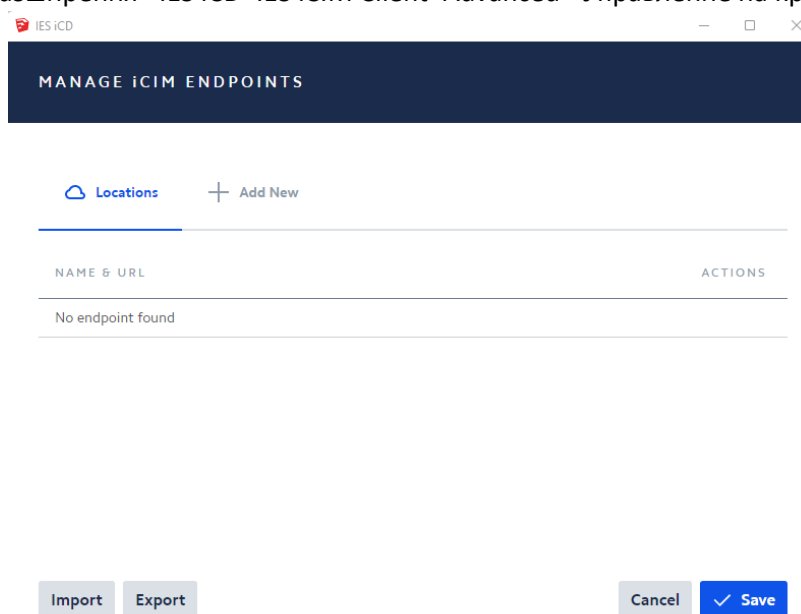 IES iCD
MANAGE iCIM ENDPOINTS
Locations
Add New
NAME & URL
ACTIONS
No endpoint found
Import
Export
Cancel
Save